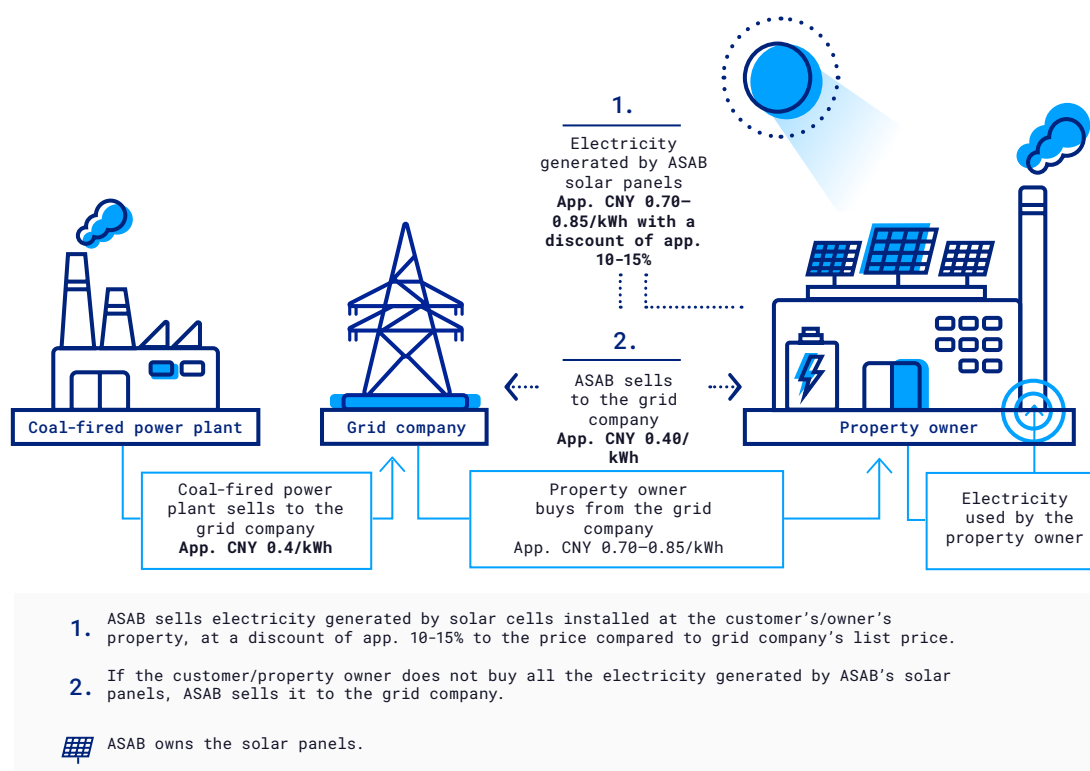 1.
Electricity
generated by ASAB
solar panels
App. CNY 0.70–
0.85/kWh with a
discount of app.
10-15%
2.
ASAB sells
to the grid
company
App. CNY 0.40/
kWh
Coal-fired power plant
Grid company
Property owner
Coal-fired power
plant sells to the
grid company
App. CNY 0.4/kWh
Property owner
buys from the grid
company
App. CNY 0.70–0.85/kWh
Electricity
used by the
property owner
1.
ASAB sells electricity generated by solar cells installed at the customer’s/owner’s
property, at a discount of app. 10-15% to the price compared to grid company’s list price.
2.
If the customer/property owner does not buy all the electricity generated by ASAB’s solar
panels, ASAB sells it to the grid company.
ASAB owns the solar panels.